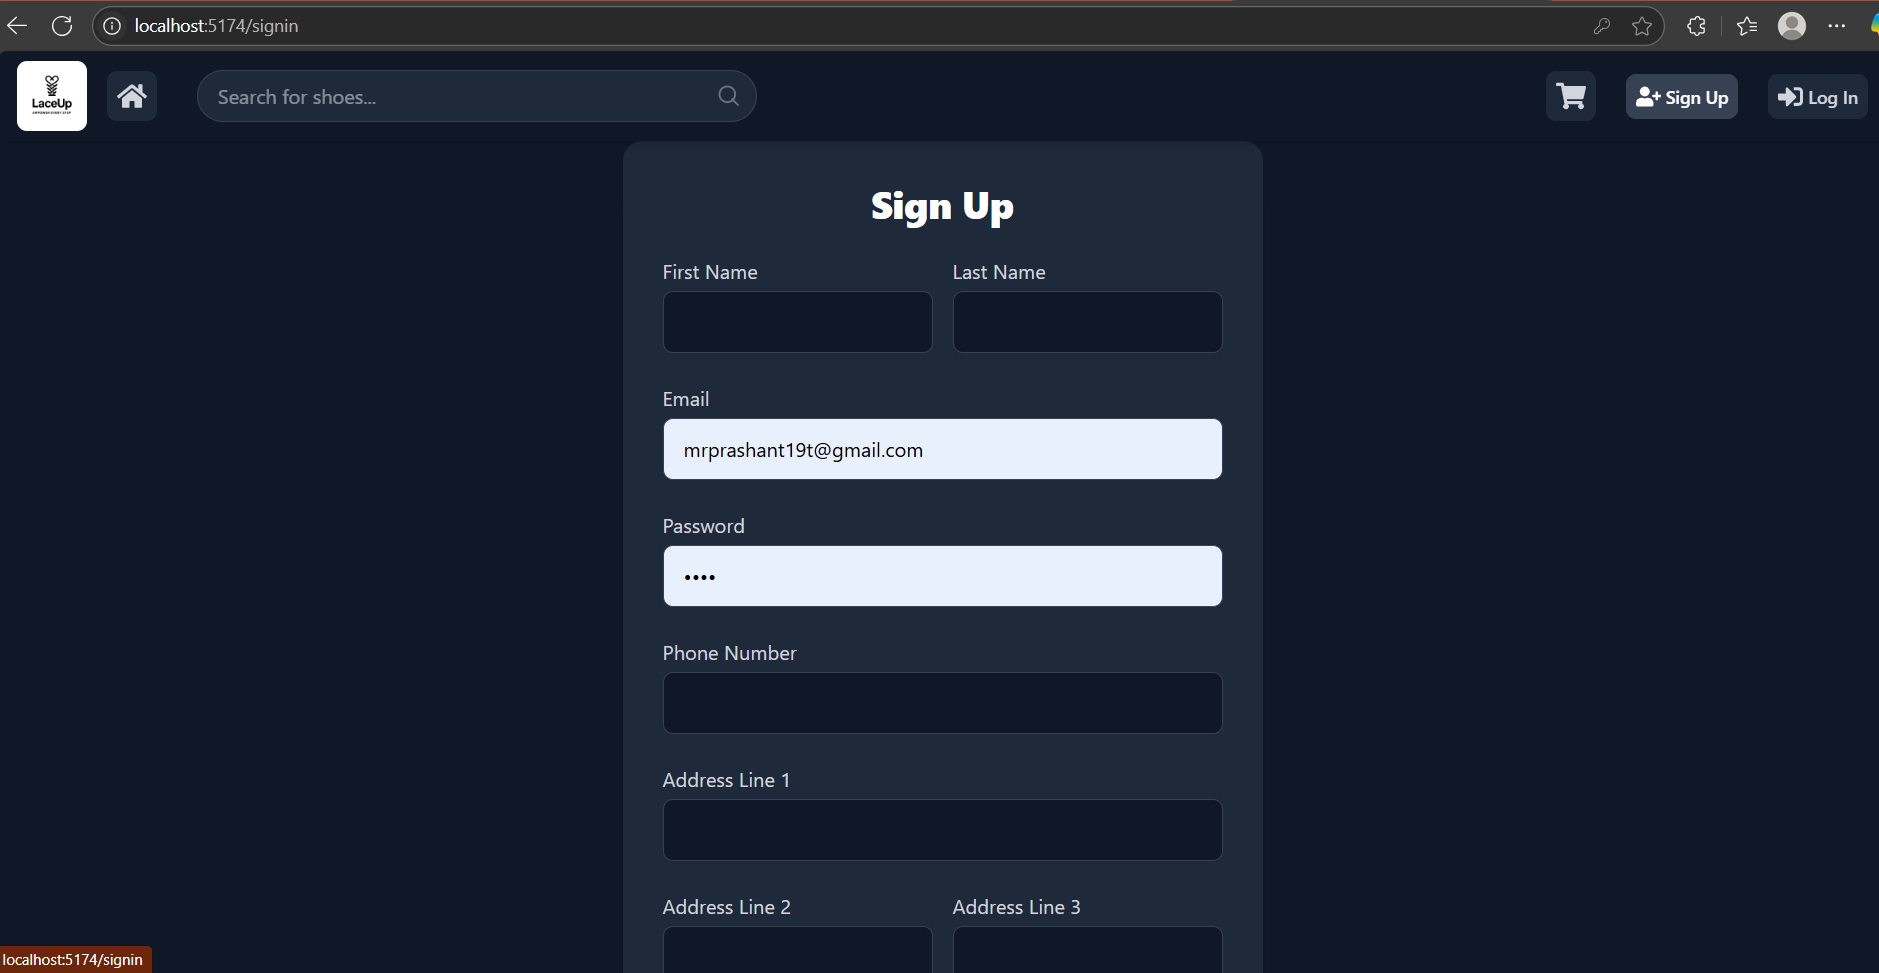 localhost:5174/signin
LaceUp
Search for shoes...
Sign Up
Log In
Sign Up
First Name
Last Name
Email
mrprashant19t@gmail.com
Password
••••
Phone Number
Address Line 1
Address Line 2
Address Line 3
localhost:5174/signin